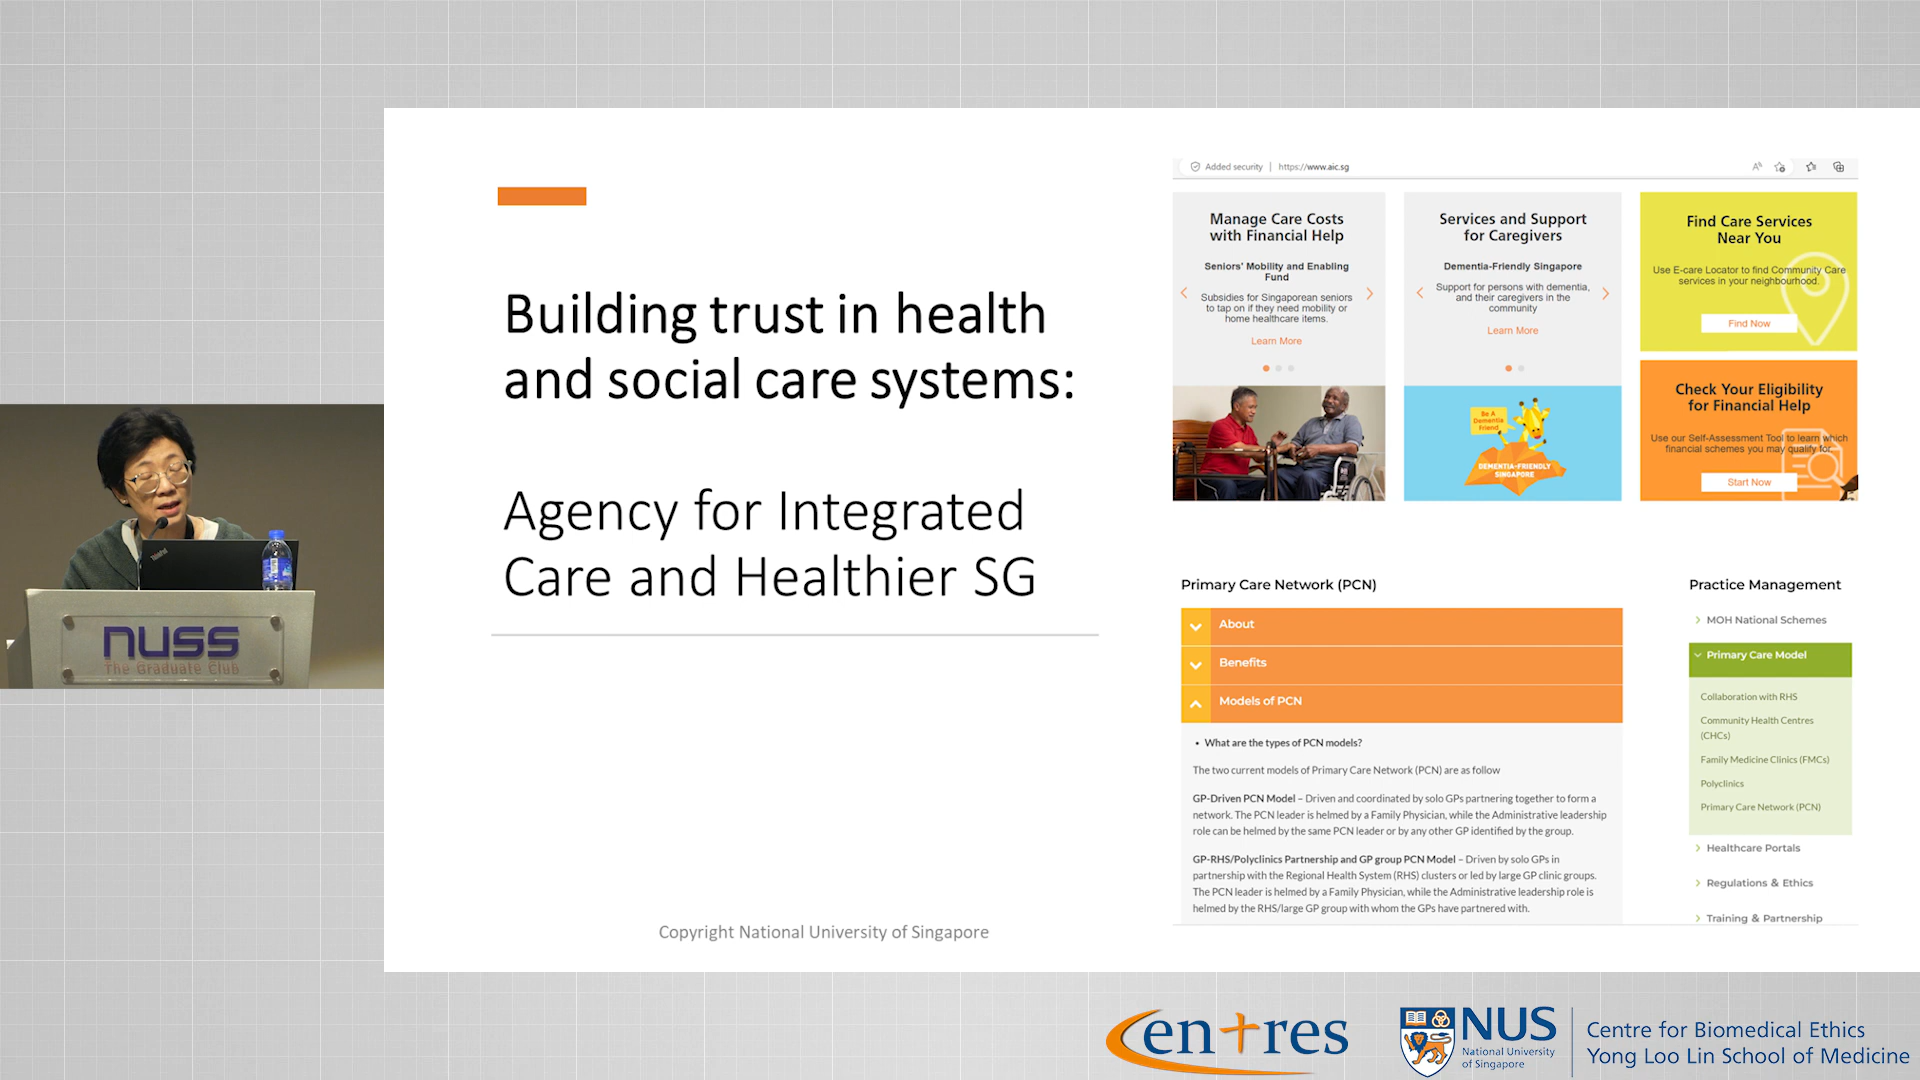 Building trust in health
and social care systems:
Agency for Integrated
Care and Healthier SG
Copyright National University of Singapore
Added security | https://www.aic.sg
Manage Care Costs
with Financial Help
Seniors' Mobility and Enabling
Fund
Subsidies for Singaporean seniors
to tap on if they need mobility or
home healthcare items.
Learn More
Services and Support
for Caregivers
Dementia-Friendly Singapore
Support for persons with dementia,
and their caregivers in the
community
Learn More
Be A
Dementia
Friend
DEMENTIA-FRIENDLY
SINGAPORE
Find Care Services
Near You
Use E-care Locator to find Community Care
services in your neighbourhood.
Find Now
Check Your Eligibility
for Financial Help
Use our Self-Assessment Tool to learn which
financial schemes you may qualify for.
Start Now
Primary Care Network (PCN)
About
Benefits
Models of PCN
• What are the types of PCN models?
The two current models of Primary Care Network (PCN) are as follow
GP-Driven PCN Model – Driven and coordinated by solo GPs partnering together to form a
network. The PCN leader is helmed by a Family Physician, while the Administrative leadership
role can be helmed by the same PCN leader or by any other GP identified by the group.
GP-RHS/Polyclinics Partnership and GP group PCN Model – Driven by solo GPs in
partnership with the Regional Health System (RHS) clusters or led by large GP clinic groups.
The PCN leader is helmed by a Family Physician, while the Administrative leadership role is
helmed by the RHS/large GP group with whom the GPs have partnered with.
Practice Management
MOH National Schemes
Primary Care Model
Collaboration with RHS
Community Health Centres
(CHCs)
Family Medicine Clinics (FMCs)
Polyclinics
Primary Care Network (PCN)
Healthcare Portals
Regulations & Ethics
Training & Partnership
ThinkPad
NUSS
The Graduate Club
Centres
NUS
National University
of Singapore
Centre for Biomedical Ethics
Yong Loo Lin School of Medicine